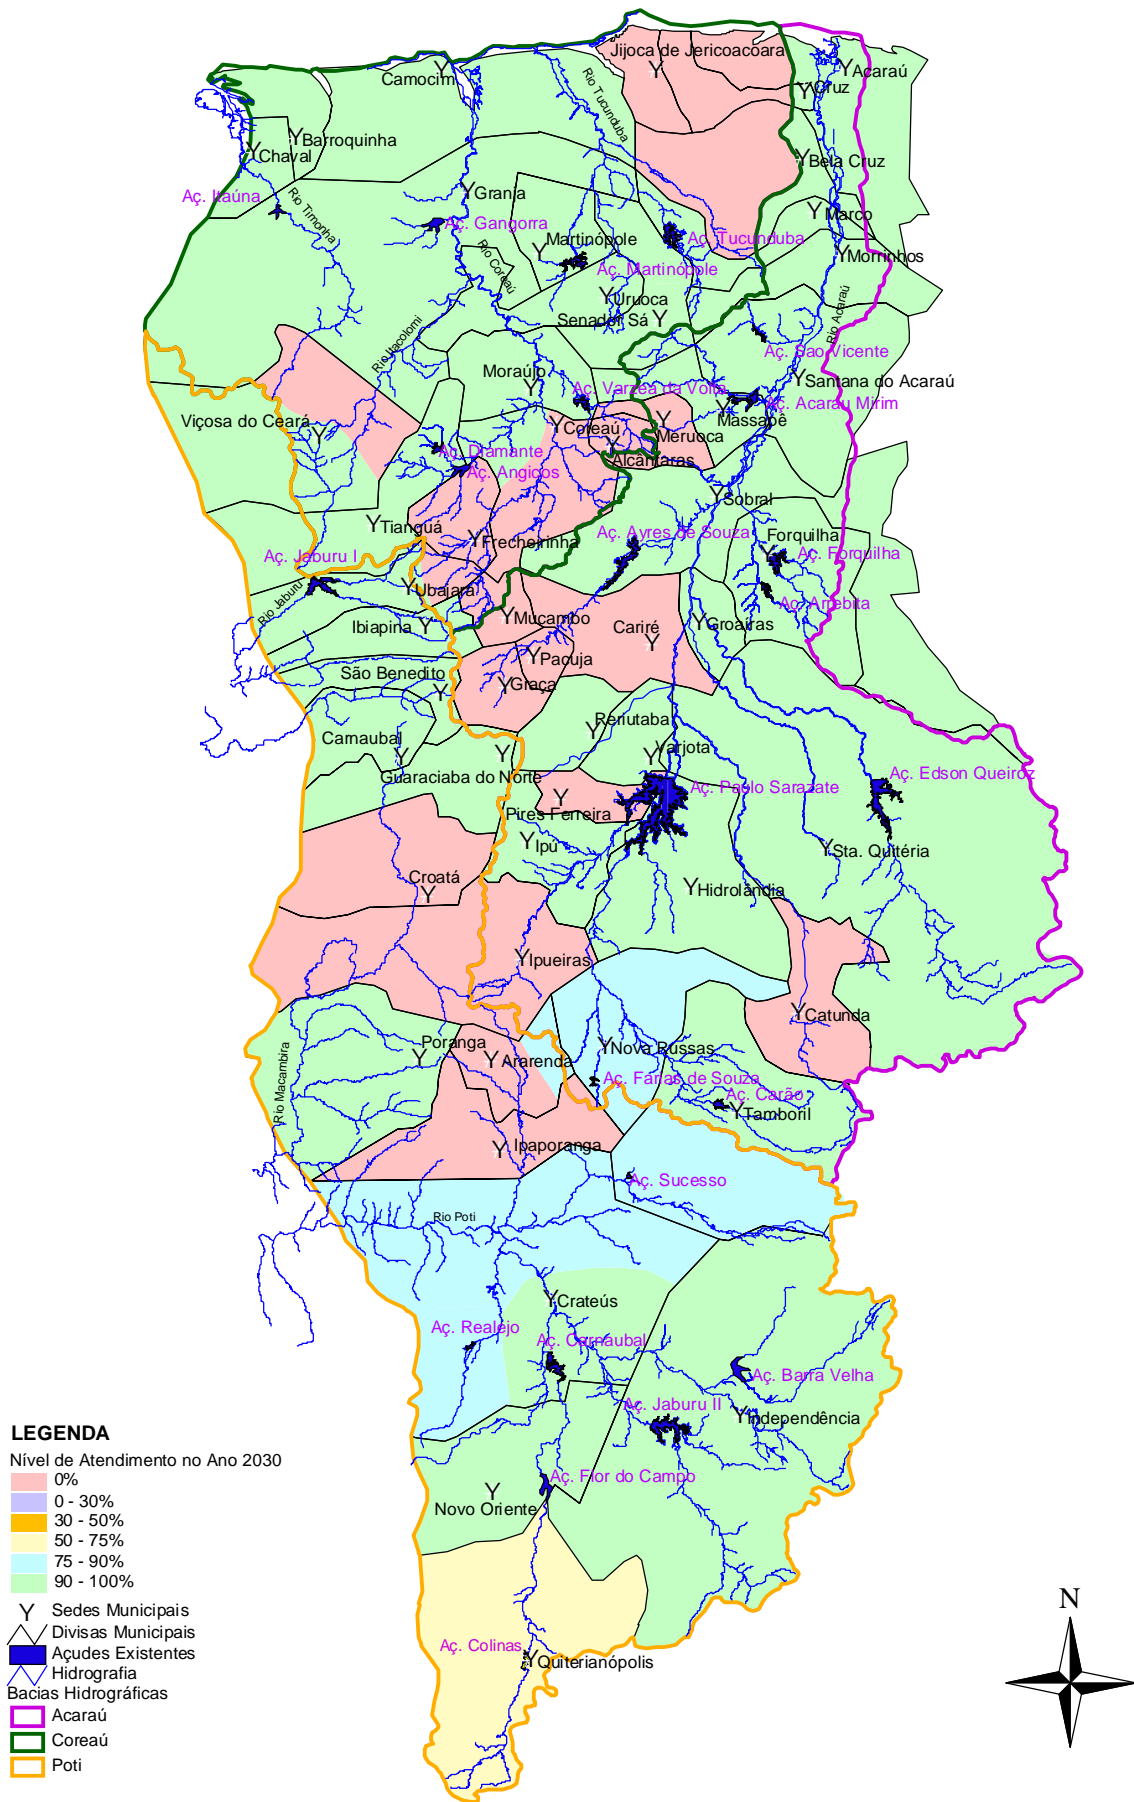 Jijoca de Jericoacoara
Camocim
Acaraú
Cruz
Rio Tucunduba
Barroquinha
Chaval
Bela Cruz
Aç. Itaúna
Granja
Rio Timonha
Marco
Aç. Gangorra
Martinópole
Aç. Tucunduba
Morrinhos
Rio Coreaú
Aç. Martinópole
Uruoca
Senador Sá
Rio Acaraú
Rio Itacolomi
Aç. Sao Vicente
Moraújo
Santana do Acaraú
Aç. Varzea da Volta
Aç. Acarau Mirim
Massapê
Viçosa do Ceará
Coreaú
Meruoca
Aç. Diamante
Alcântaras
Aç. Angicos
Sobral
Tianguá
Frecheirinha
Aç. Ayres de Souza
Forquilha
Aç. Jaburu I
Aç. Forquilha
Rio Jaburu
Ubajara
Aç. Arrebita
Ibiapina
Mucambo
Cariré
Groaíras
Pacuja
São Benedito
Graça
Reriutaba
Carnaubal
Varjota
Guaraciaba do Norte
Aç. Edson Queiroz
Aç. Paulo Sarazate
Pires Ferreira
Ipú
Sta. Quitéria
Croatá
Hidrolândia
Ipueiras
Catunda
Poranga
Ararenda
Nova Russas
Rio Macambira
Aç. Farias de Souza
Aç. Carão
Tamboril
Ipaporanga
Aç. Sucesso
Rio Poti
Crateús
Aç. Realejo
Aç. Carnaubal
Aç. Barra Velha
Aç. Jaburu II
Independência
Aç. Flor do Campo
Novo Oriente
Aç. Colinas
Quiterianópolis
LEGENDA
Nível de Atendimento no Ano 2030
0%
0 - 30%
30 - 50%
50 - 75%
75 - 90%
90 - 100%
Sedes Municipais
Divisas Municipais
Açudes Existentes
Hidrografia
Bacias Hidrográficas
Acaraú
Coreaú
Poti
N